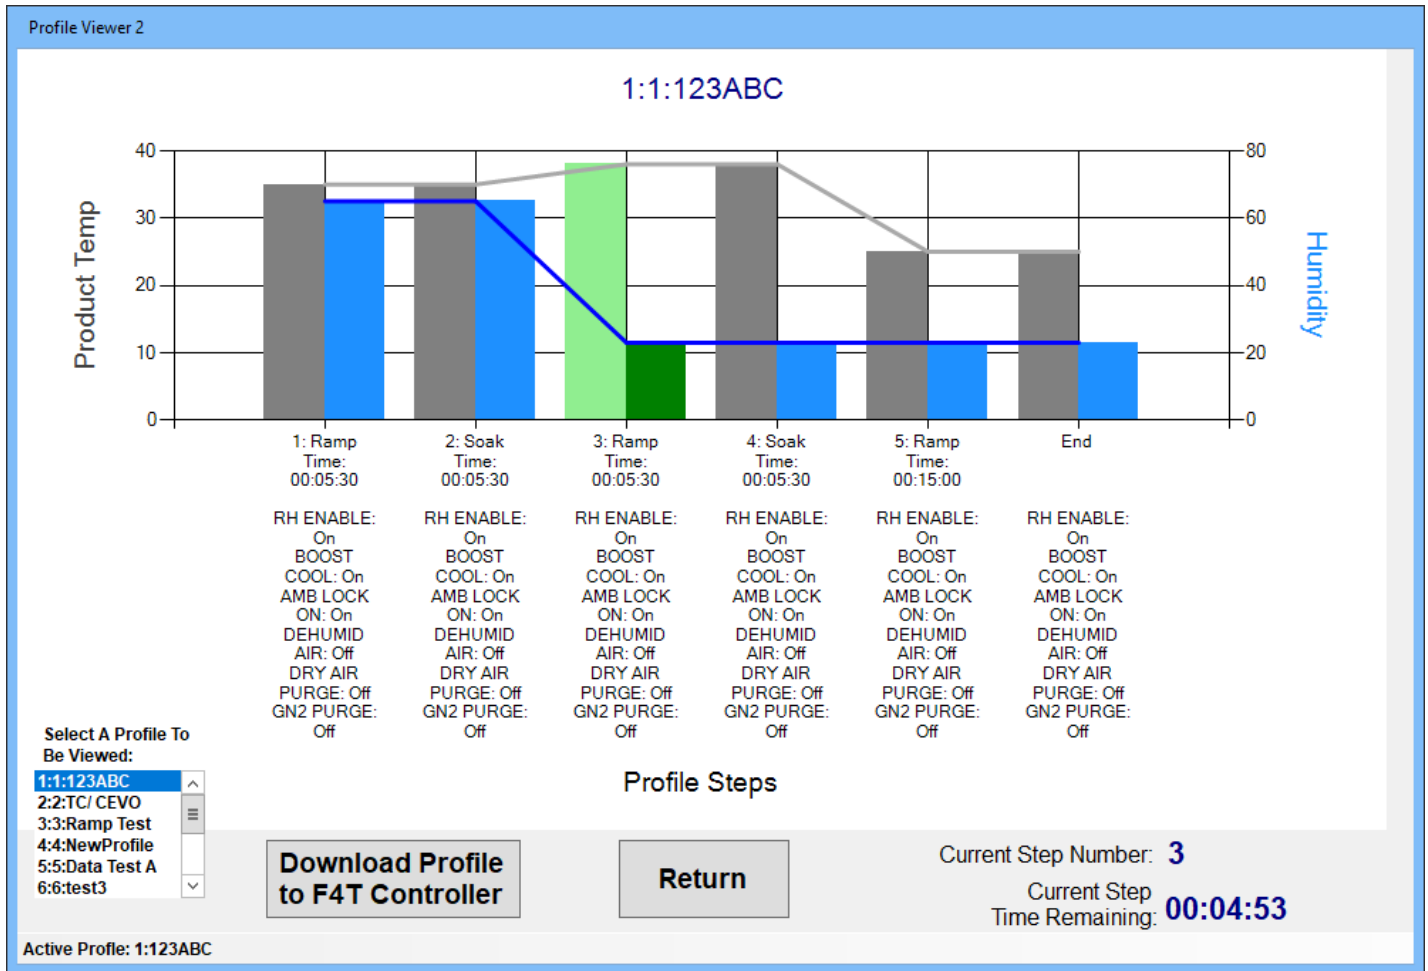 Profile Viewer 2
1:1:123ABC
40
30
20
10
0
Product Temp
80
60
40
20
0
Humidity
1: Ramp
Time:
00:05:30
RH ENABLE:
On
BOOST
COOL: On
AMB LOCK
ON: On
DEHUMID
AIR: Off
DRY AIR
PURGE: Off
GN2 PURGE:
Off
2: Soak
Time:
00:05:30
RH ENABLE:
On
BOOST
COOL: On
AMB LOCK
ON: On
DEHUMID
AIR: Off
DRY AIR
PURGE: Off
GN2 PURGE:
Off
3: Ramp
Time:
00:05:30
RH ENABLE:
On
BOOST
COOL: On
AMB LOCK
ON: On
DEHUMID
AIR: Off
DRY AIR
PURGE: Off
GN2 PURGE:
Off
4: Soak
Time:
00:05:30
RH ENABLE:
On
BOOST
COOL: On
AMB LOCK
ON: On
DEHUMID
AIR: Off
DRY AIR
PURGE: Off
GN2 PURGE:
Off
5: Ramp
Time:
00:15:00
RH ENABLE:
On
BOOST
COOL: On
AMB LOCK
ON: On
DEHUMID
AIR: Off
DRY AIR
PURGE: Off
GN2 PURGE:
Off
End
RH ENABLE:
On
BOOST
COOL: On
AMB LOCK
ON: On
DEHUMID
AIR: Off
DRY AIR
PURGE: Off
GN2 PURGE:
Off
Profile Steps
Select A Profile To
Be Viewed:
1:1:123ABC
2:2:TC/ CEVO
3:3:Ramp Test
4:4:NewProfile
5:5:Data Test A
6:6:test3
Download Profile
to F4T Controller
Return
Current Step Number: 3
Current Step
Time Remaining: 00:04:53
Active Profle: 1:123ABC